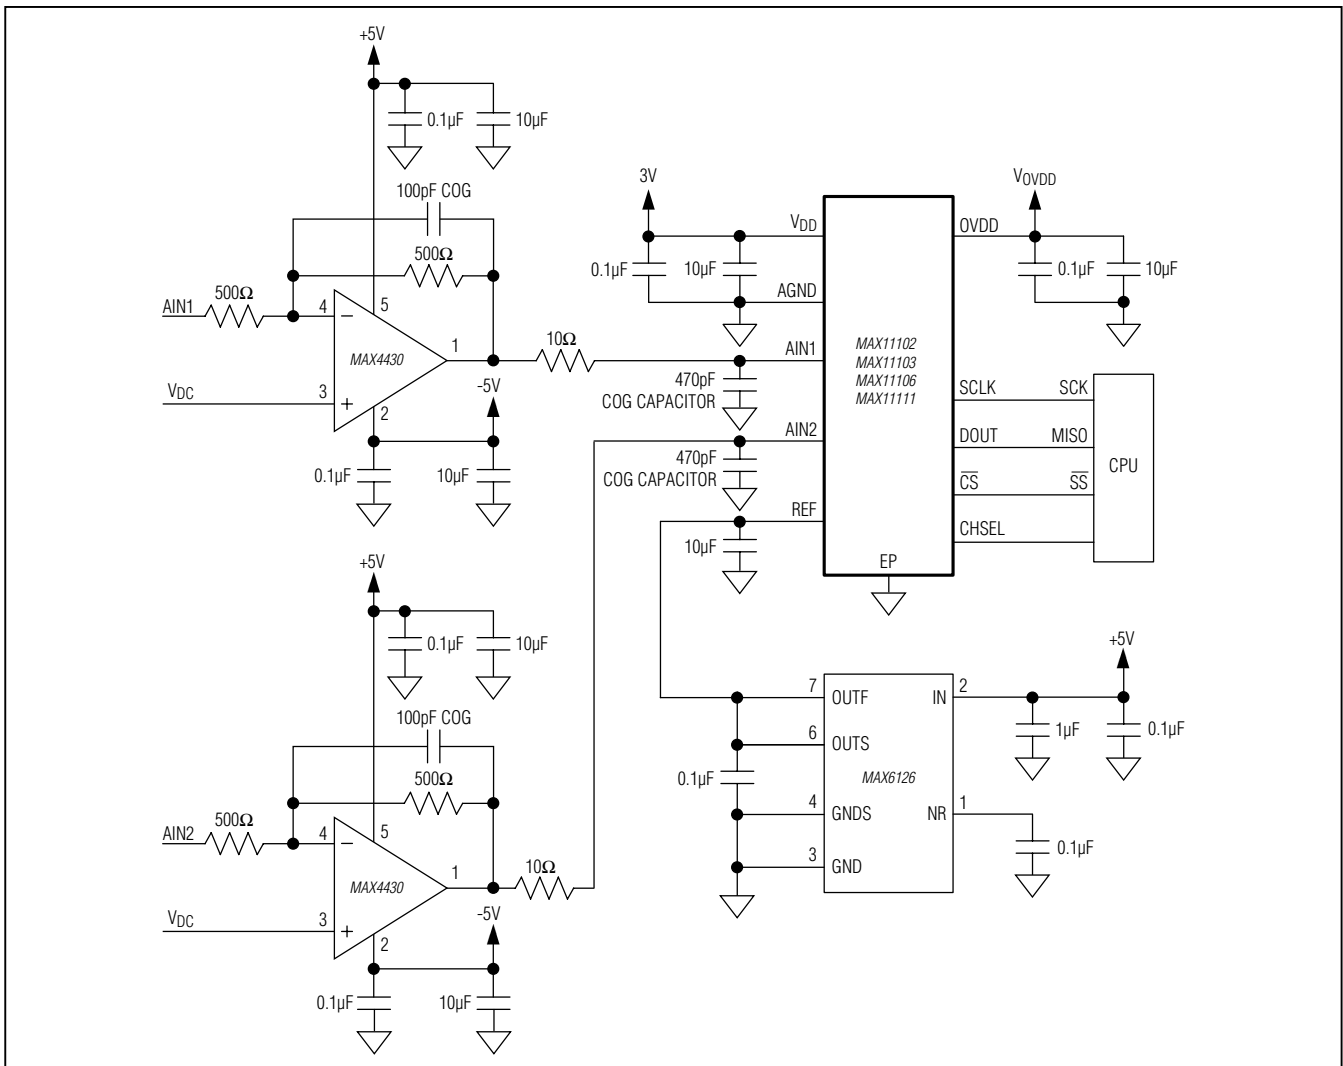 +5V
0.1µF
10µF
100pF COG
500Ω
500Ω
AIN1
4
5
−
MAX4430
1
10Ω
VDC
3
+
2
-5V
0.1µF
10µF
3V
VDD
0.1µF
10µF
AGND
AIN1
470pF
COG CAPACITOR
AIN2
470pF
COG CAPACITOR
REF
10µF
MAX11102
MAX11103
MAX11106
MAX11111
EP
VOVDD
OVDD
0.1µF
10µF
SCLK
SCK
DOUT
MISO
C̅S̅
S̅S̅
CHSEL
CPU
+5V
0.1µF
10µF
100pF COG
500Ω
500Ω
AIN2
4
5
−
MAX4430
1
10Ω
VDC
3
+
2
-5V
0.1µF
10µF
+5V
7
OUTF
IN
2
1µF
0.1µF
6
OUTS
0.1µF
MAX6126
4
GNDS
NR
1
0.1µF
3
GND